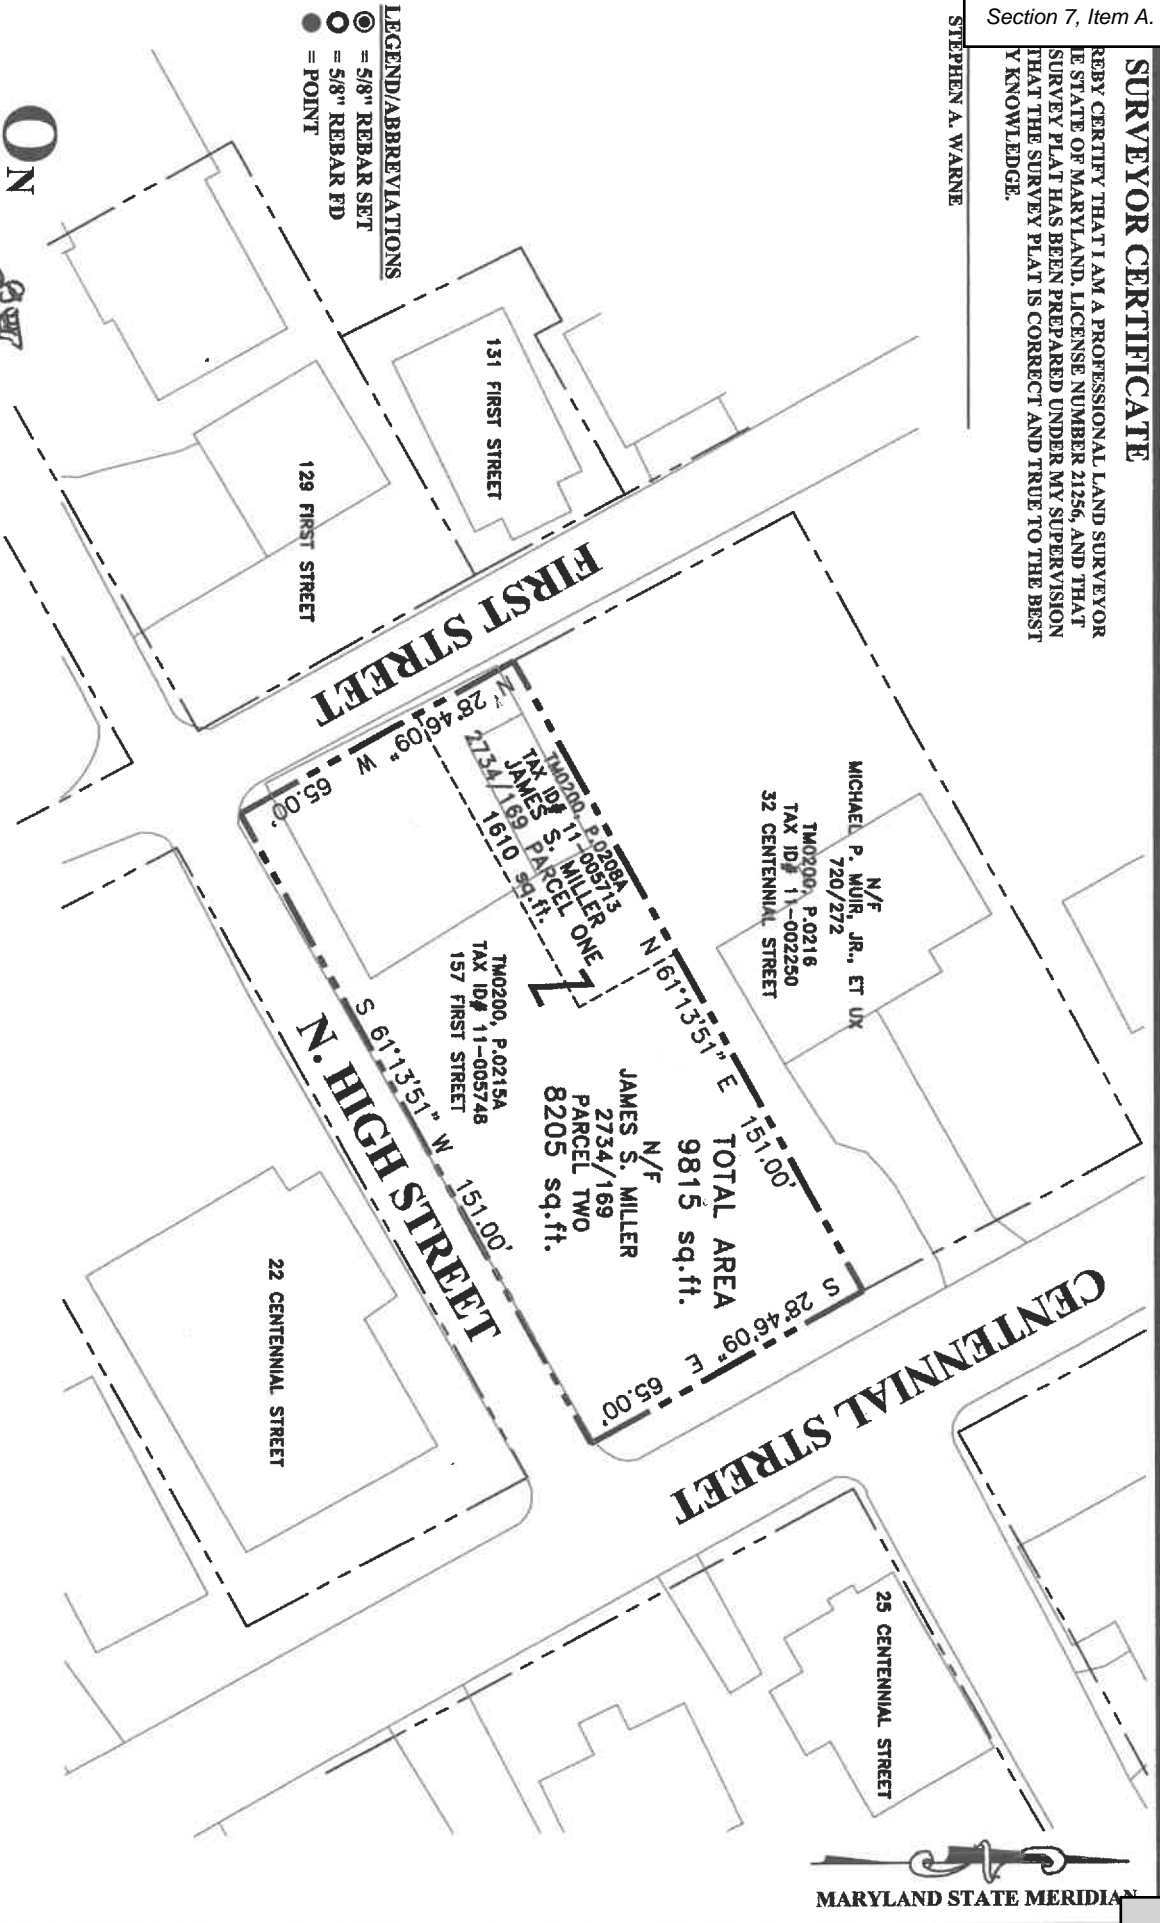 Section 7, Item A.
SURVEYOR CERTIFICATE
REBY CERTIFY THAT I AM A PROFESSIONAL LAND SURVEYOR
E STATE OF MARYLAND, LICENSE NUMBER 21256, AND THAT
SURVEY PLAT HAS BEEN PREPARED UNDER MY SUPERVISION
THAT THE SURVEY PLAT IS CORRECT AND TRUE TO THE BEST
Y KNOWLEDGE.
STEPHEN A. WARNE
LEGEND/ABBREVIATIONS
= 5/8" REBAR SET
= 5/8" REBAR FD
= POINT
131 FIRST STREET
129 FIRST STREET
FIRST STREET
N 28°46'09" W 65.00'
TM0200, P.0208A
TAX ID# 11-005713
JAMES S. MILLER
2734/169 PARCEL ONE
1610 sq.ft.
N/F
MICHAEL P. MUIR, JR., ET UX
720/272
TM0200, P.0216
TAX ID# 11-002250
32 CENTENNIAL STREET
N 61°13'51" E 151.00'
TM0200, P.0215A
TAX ID# 11-005748
157 FIRST STREET
S 61°13'51" W 151.00'
N. HIGH STREET
TOTAL AREA
9815 sq.ft.
N/F
JAMES S. MILLER
2734/169
PARCEL TWO
8205 sq.ft.
S 28°46'09" E 65.00'
CENTENNIAL STREET
22 CENTENNIAL STREET
25 CENTENNIAL STREET
MARYLAND STATE MERIDIAN